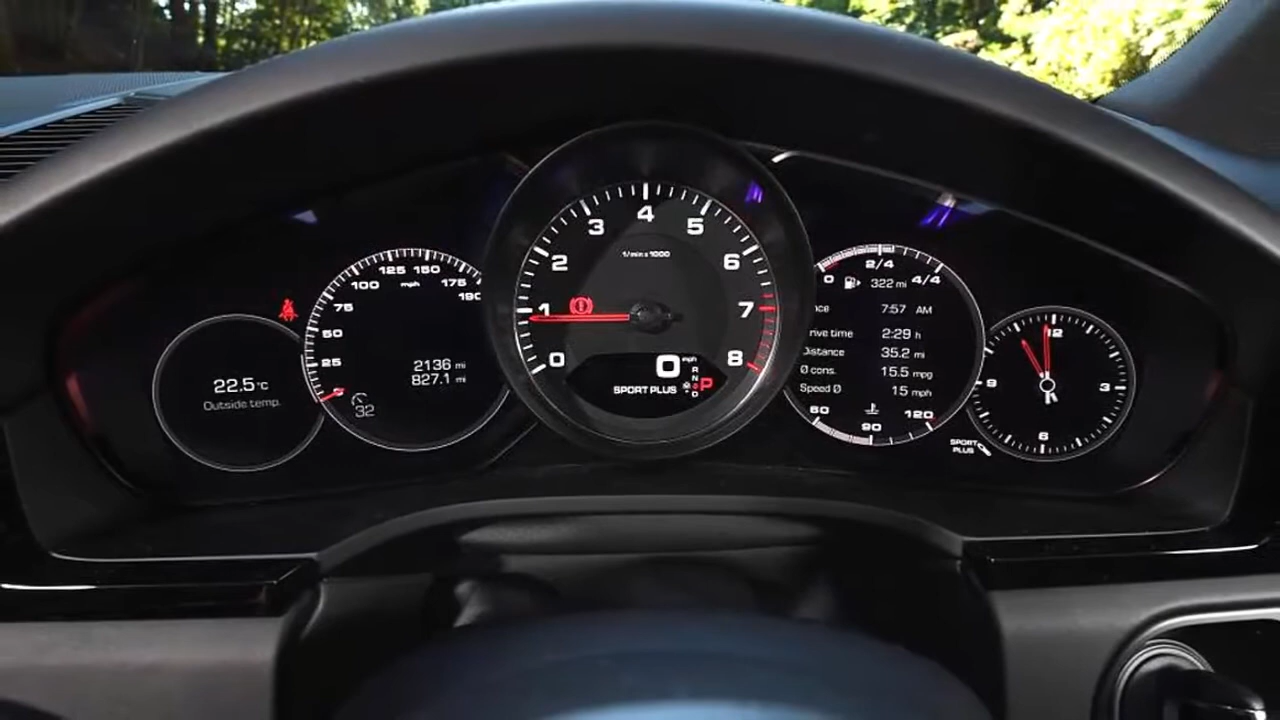 22.5°C
Outside temp.
25
50
75
100
125
150
175
190
mph
2136 mi
827.1 mi
32
0
1
2
3
4
5
6
7
8
1/min x 1000
0 mph
SPORT PLUS
R
N
D
P
0
2/4
4/4
322 mi
7:57 AM
Distance
2:29 h
35.2 mi
Ø cons. 15.5 mpg
Speed Ø 15 mph
60
90
120
SPORT
PLUS
12
3
6
9